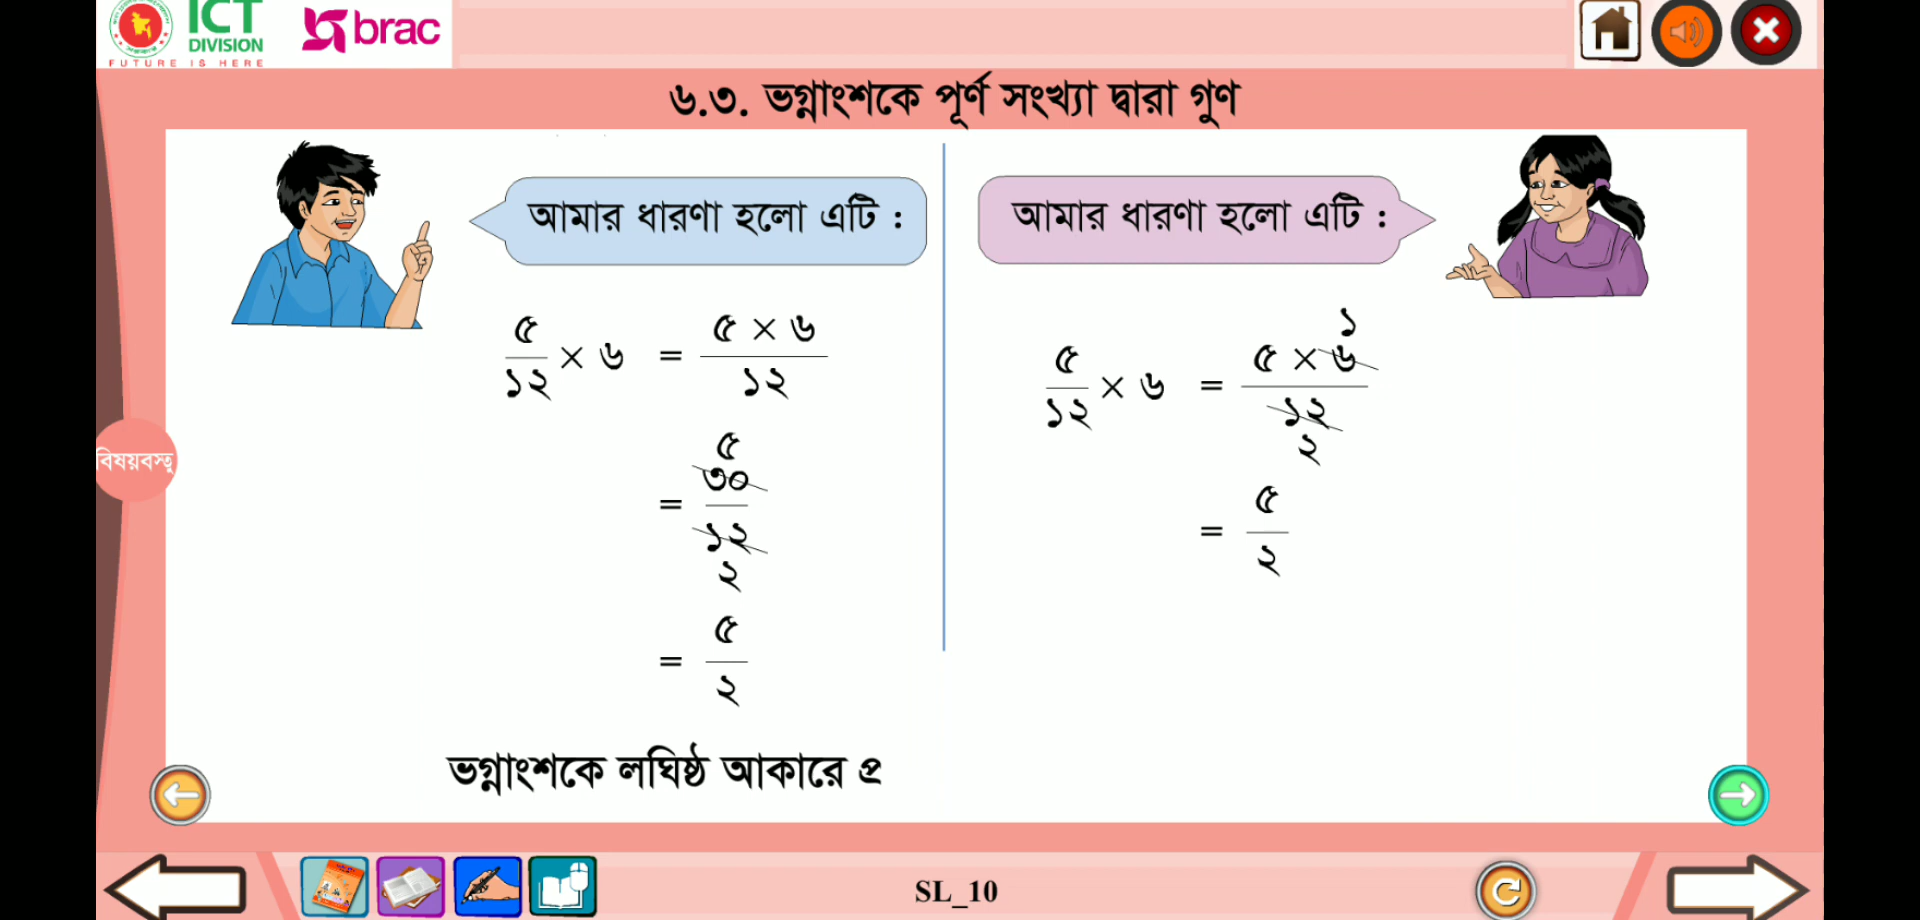 ICT
DIVISION
FUTURE IS HERE
brac
৬.৩. ভগ্নাংশকে পূর্ণ সংখ্যা দ্বারা গুণ
আমার ধারণা হলো এটি :
৫/১২ × ৬ = ৫ × ৬/১২
৫
= ৩০/১২
২
= ৫/২
আমার ধারণা হলো এটি :
১
৫/১২ × ৬ = ৫ × ৬/১২
২
= ৫/২
বিষয়বস্তু
ভগ্নাংশকে লঘিষ্ঠ আকারে প্র
SL_10